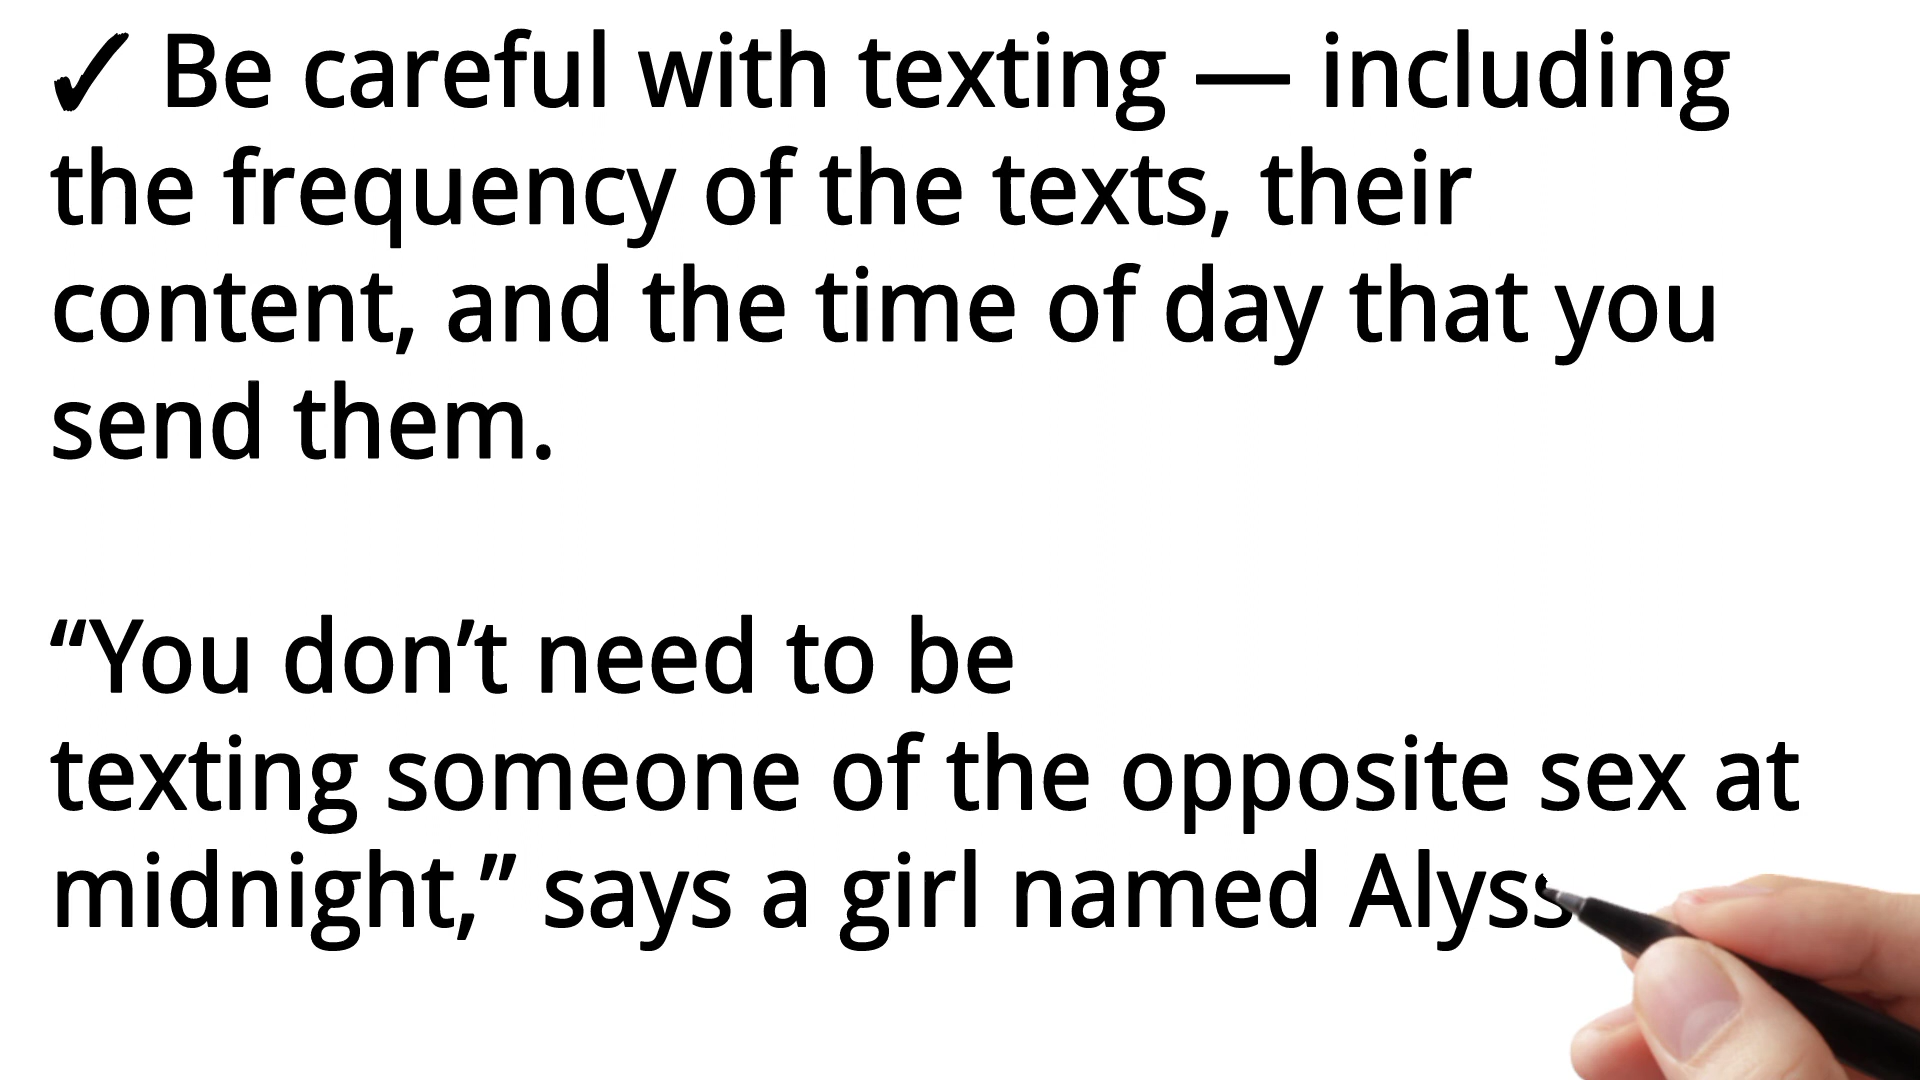 ✓ Be careful with texting — including
the frequency of the texts, their
content, and the time of day that you
send them.
“You don’t need to be
texting someone of the opposite sex at
midnight,” says a girl named Alyss